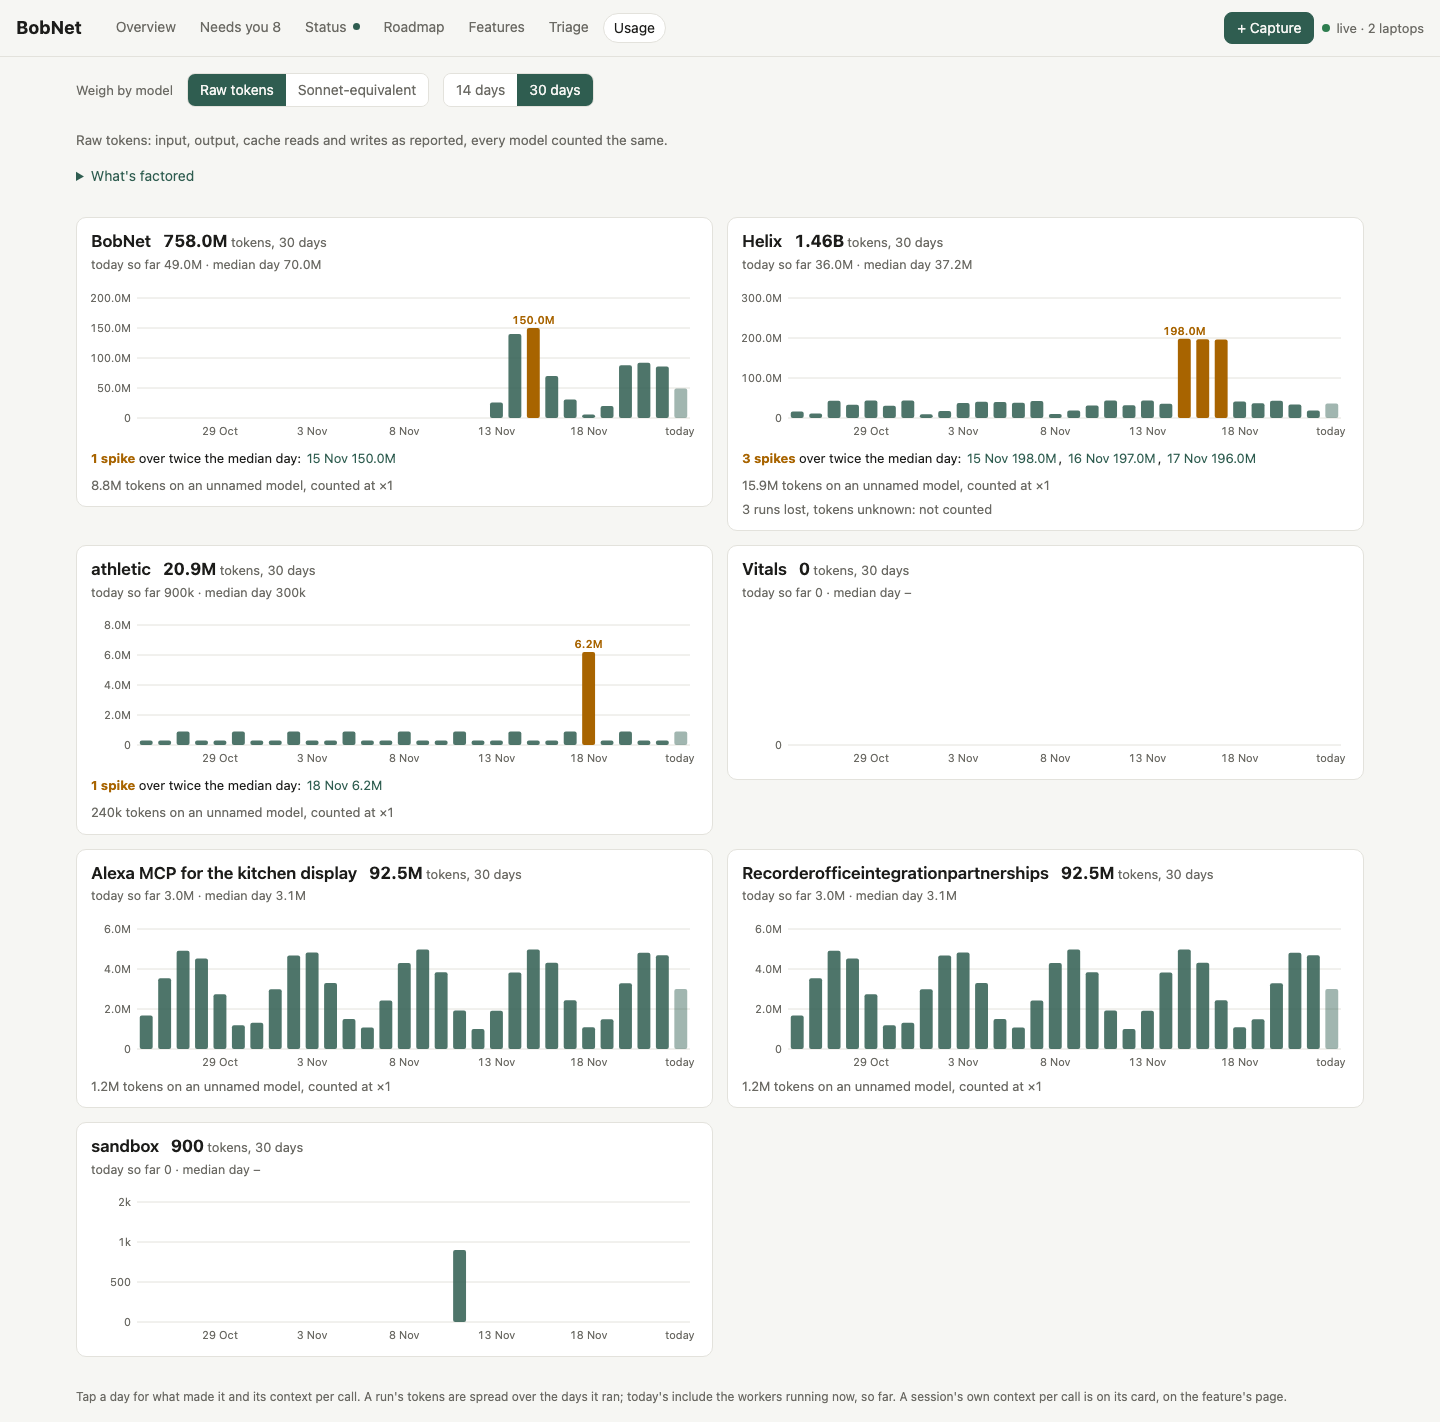 BobNet Overview Needs you 8 Status Roadmap Features Triage Usage + Capture live · 2 laptops
Weigh by model Raw tokens Sonnet-equivalent 14 days 30 days
Raw tokens: input, output, cache reads and writes as reported, every model counted the same.
▶ What's factored
BobNet 758.0M tokens, 30 days
today so far 49.0M · median day 70.0M
200.0M
150.0M
150.0M
100.0M
50.0M
0
29 Oct 3 Nov 8 Nov 13 Nov 18 Nov today
1 spike over twice the median day: 15 Nov 150.0M
8.8M tokens on an unnamed model, counted at ×1
Helix 1.46B tokens, 30 days
today so far 36.0M · median day 37.2M
300.0M
198.0M
200.0M
100.0M
0
29 Oct 3 Nov 8 Nov 13 Nov 18 Nov today
3 spikes over twice the median day: 15 Nov 198.0M, 16 Nov 197.0M, 17 Nov 196.0M
15.9M tokens on an unnamed model, counted at ×1
3 runs lost, tokens unknown: not counted
athletic 20.9M tokens, 30 days
today so far 900k · median day 300k
8.0M
6.2M
6.0M
4.0M
2.0M
0
29 Oct 3 Nov 8 Nov 13 Nov 18 Nov today
1 spike over twice the median day: 18 Nov 6.2M
240k tokens on an unnamed model, counted at ×1
Vitals 0 tokens, 30 days
today so far 0 · median day –
0
29 Oct 3 Nov 8 Nov 13 Nov 18 Nov today
Alexa MCP for the kitchen display 92.5M tokens, 30 days
today so far 3.0M · median day 3.1M
6.0M
4.0M
2.0M
0
29 Oct 3 Nov 8 Nov 13 Nov 18 Nov today
1.2M tokens on an unnamed model, counted at ×1
Recorderofficeintegrationpartnerships 92.5M tokens, 30 days
today so far 3.0M · median day 3.1M
6.0M
4.0M
2.0M
0
29 Oct 3 Nov 8 Nov 13 Nov 18 Nov today
1.2M tokens on an unnamed model, counted at ×1
sandbox 900 tokens, 30 days
today so far 0 · median day –
2k
1k
500
0
29 Oct 3 Nov 8 Nov 13 Nov 18 Nov today
Tap a day for what made it and its context per call. A run's tokens are spread over the days it ran; today's include the workers running now, so far. A session's own context per call is on its card, on the feature's page.